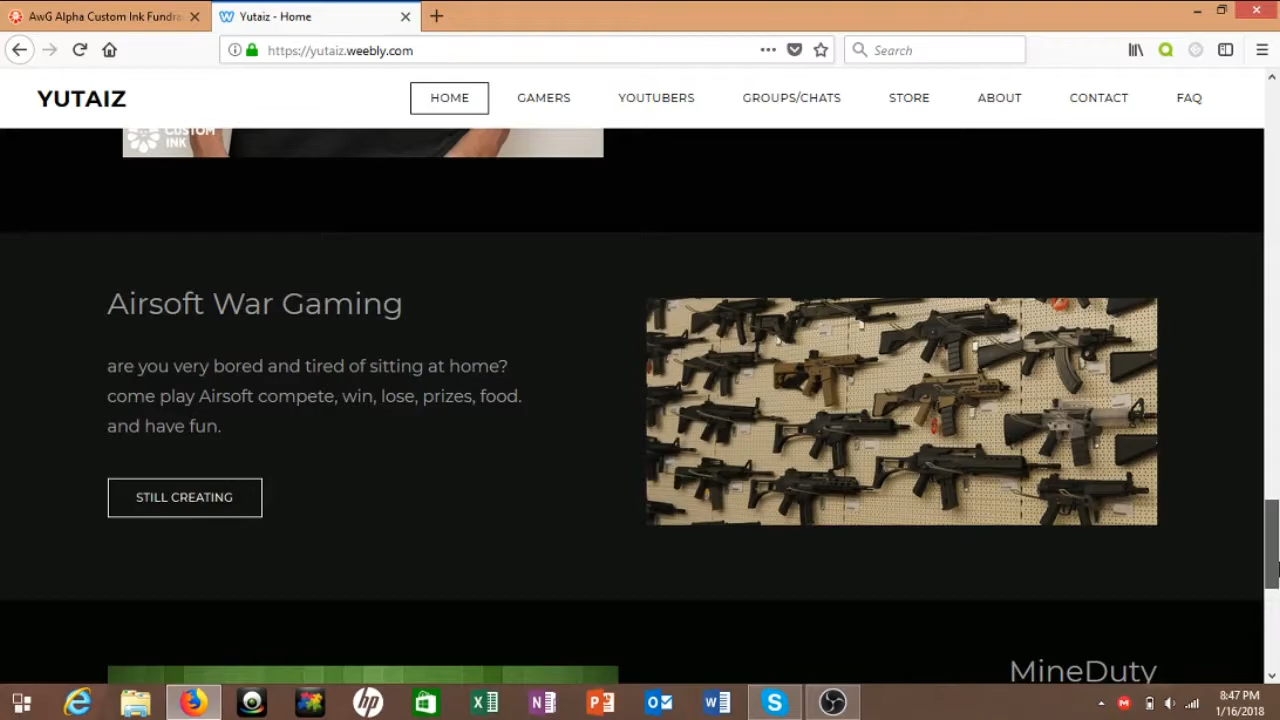 AwG Alpha Custom Ink Fundra
Yutaiz - Home
https://yutaiz.weebly.com
Search
YUTAIZ
HOME
GAMERS
YOUTUBERS
GROUPS/CHATS
STORE
ABOUT
CONTACT
FAQ
CUSTOM
INK
Airsoft War Gaming
are you very bored and tired of sitting at home?
come play Airsoft compete, win, lose, prizes, food.
and have fun.
STILL CREATING
MineDuty
8:47 PM
1/16/2018